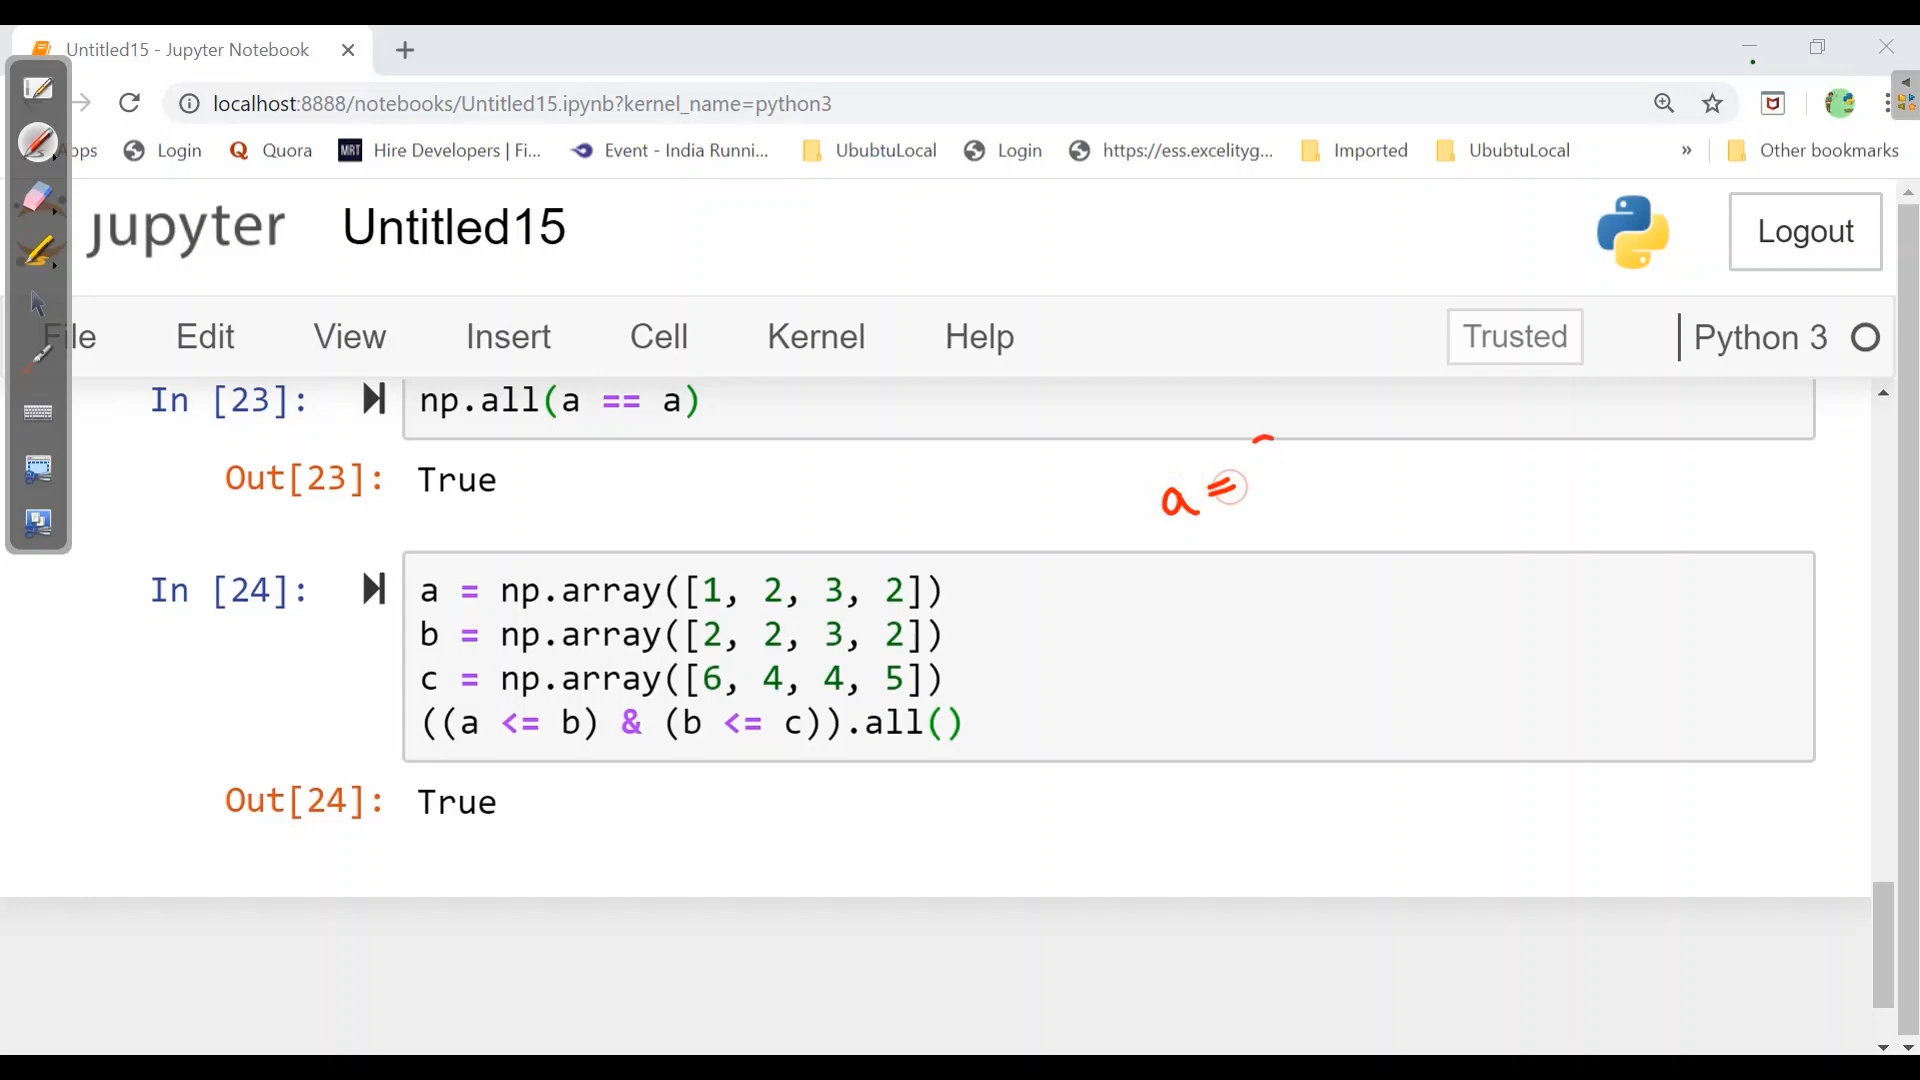 Untitled15 - Jupyter Notebook
localhost:8888/notebooks/Untitled15.ipynb?kernel_name=python3
Login Quora MRT Hire Developers | Fi... Event - India Runni... UbubtuLocal Login https://ess.excelityg... Imported UbubtuLocal » Other bookmarks
jupyter Untitled15 Logout
File Edit View Insert Cell Kernel Help Trusted Python 3
In [23]: np.all(a == a)
Out[23]: True
a =
In [24]: a = np.array([1, 2, 3, 2])
b = np.array([2, 2, 3, 2])
c = np.array([6, 4, 4, 5])
((a <= b) & (b <= c)).all()
Out[24]: True